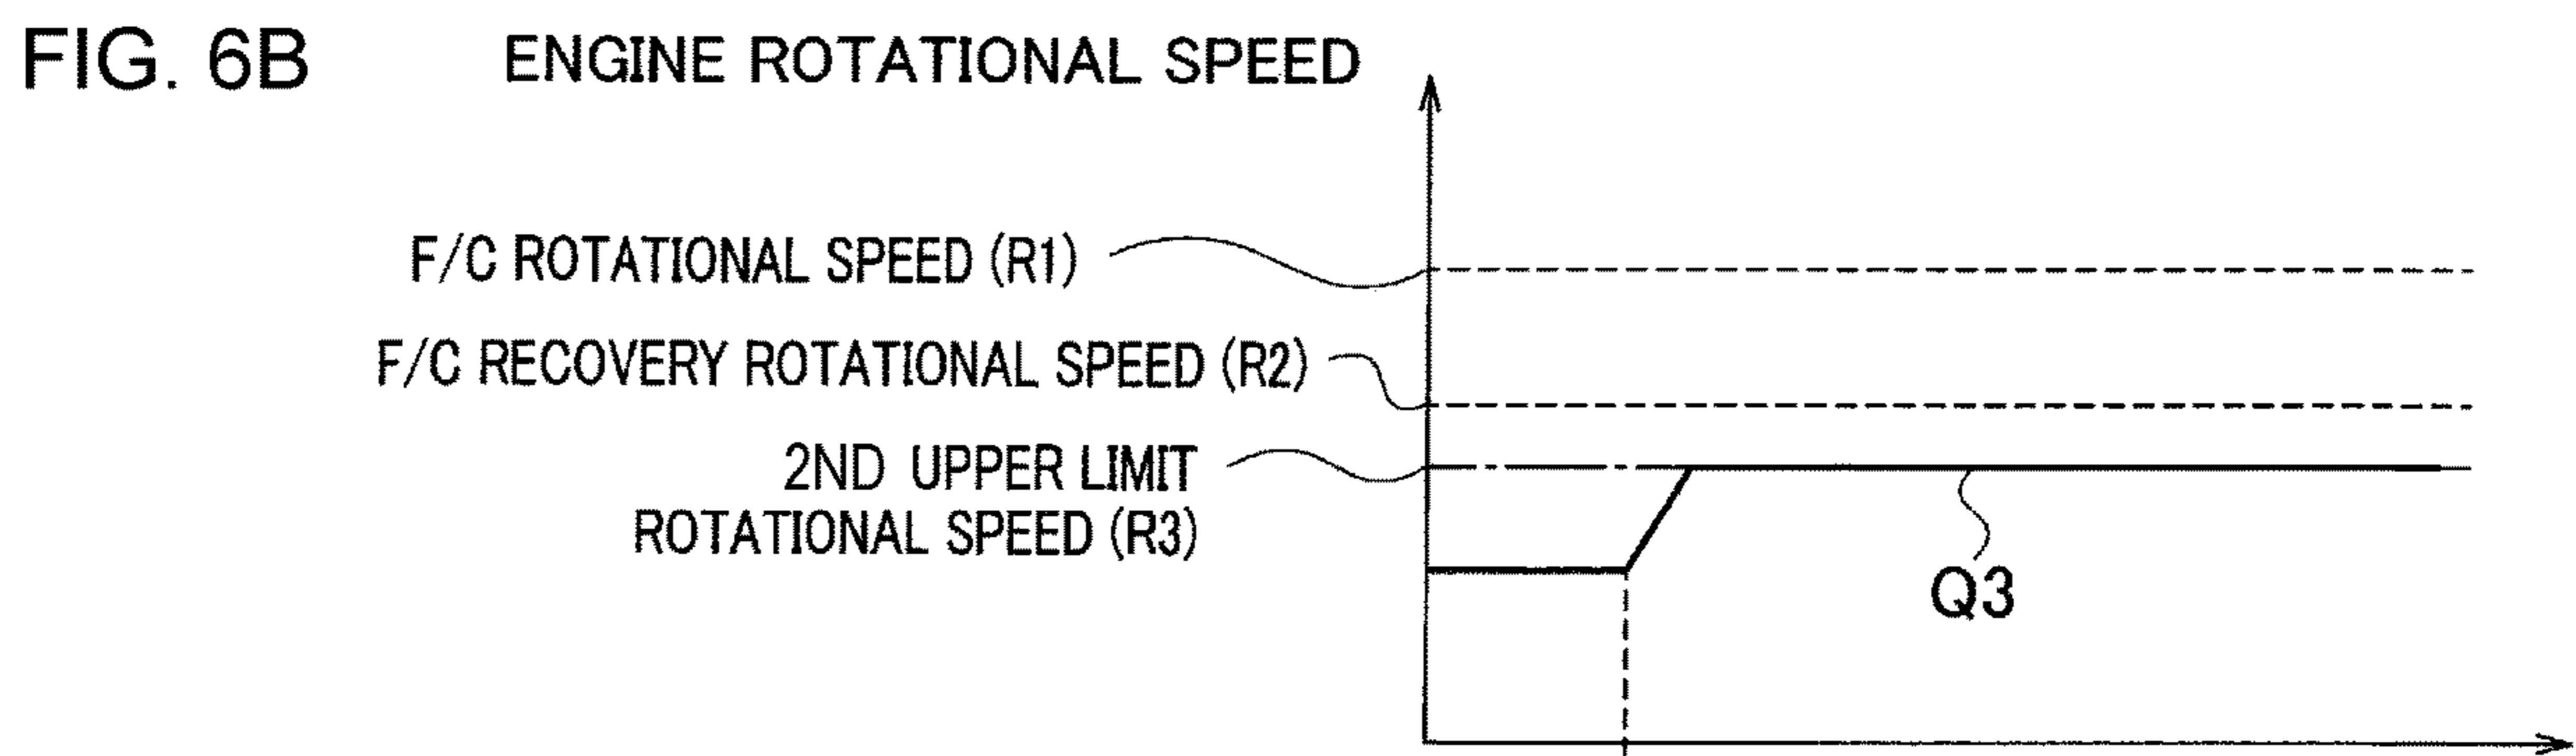 FIG. 6B
ENGINE ROTATIONAL SPEED
F/C ROTATIONAL SPEED (R1)
F/C RECOVERY ROTATIONAL SPEED (R2)
2ND UPPER LIMIT
ROTATIONAL SPEED (R3)
Q3